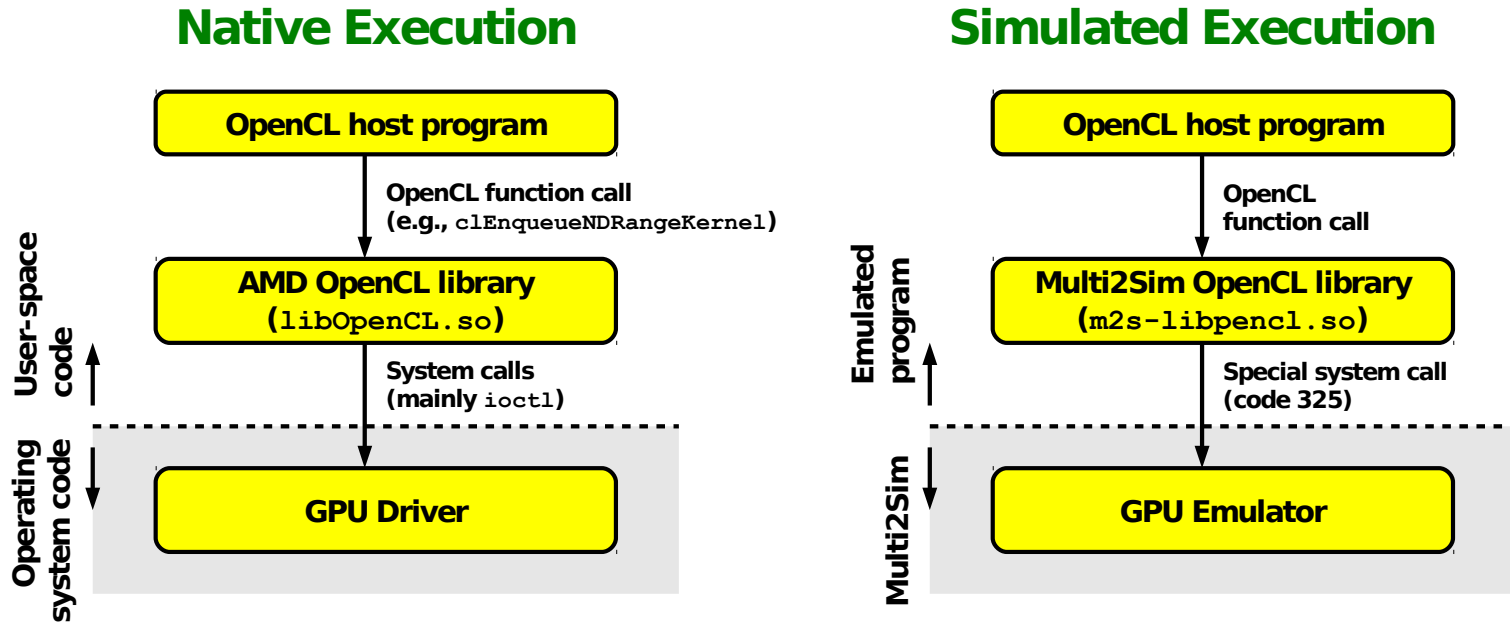 Native Execution
OpenCL host program
OpenCL function call
(e.g., clEnqueueNDRangeKernel)
AMD OpenCL library
(libOpenCL.so)
System calls
(mainly ioctl)
GPU Driver
User-space
code
Operating
system code
Simulated Execution
OpenCL host program
OpenCL
function call
Multi2Sim OpenCL library
(m2s-libpencl.so)
Special system call
(code 325)
GPU Emulator
Emulated
program
Multi2Sim